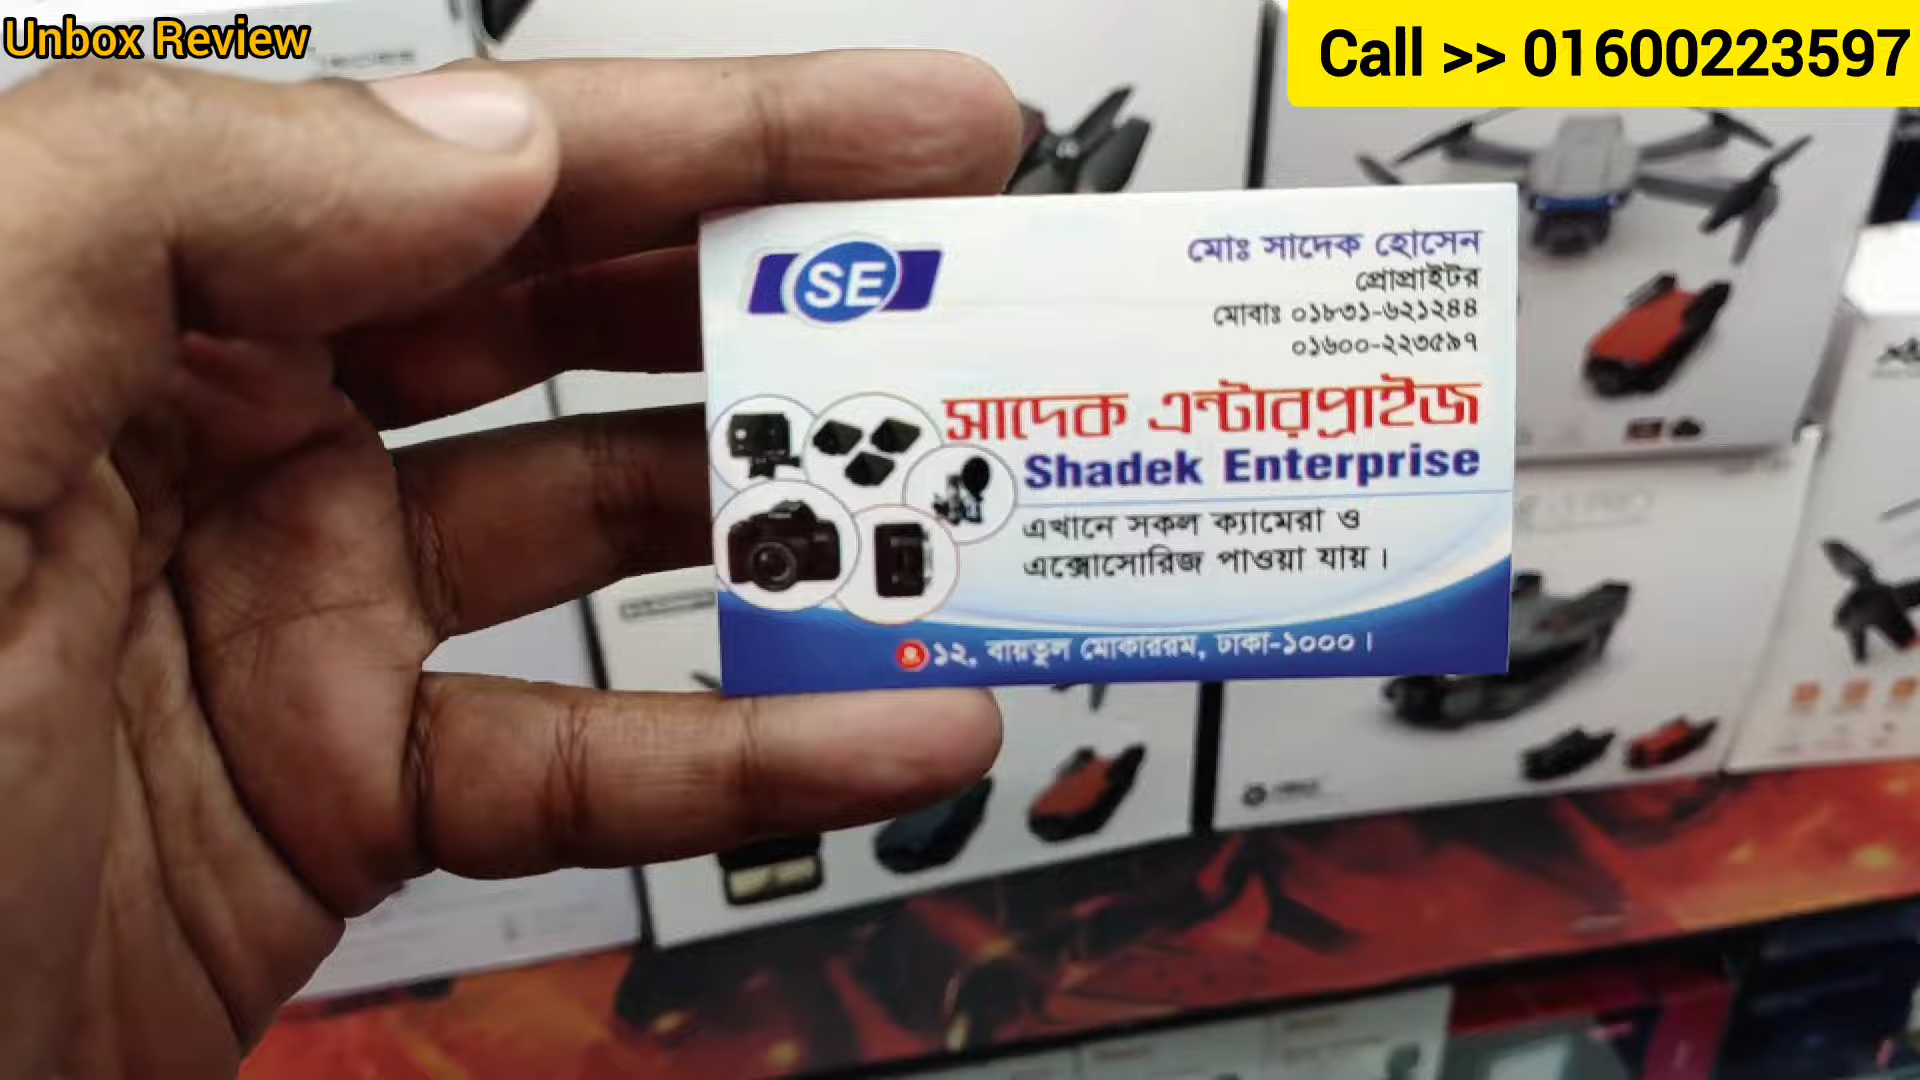 Unbox Review
Call >> 01600223597
SE
মোঃ সাদেক হোসেন
প্রোপ্রাইটর
মোবাঃ ০১৮৩১-৬২১২৪৪
০১৬০০-২২৩৫৯৭
সাদেক এন্টারপ্রাইজ
Shadek Enterprise
এখানে সকল ক্যামেরা ও
এক্সোসোরিজ পাওয়া যায়।
১২, বায়তুল মোকাররম, ঢাকা-১০০০।